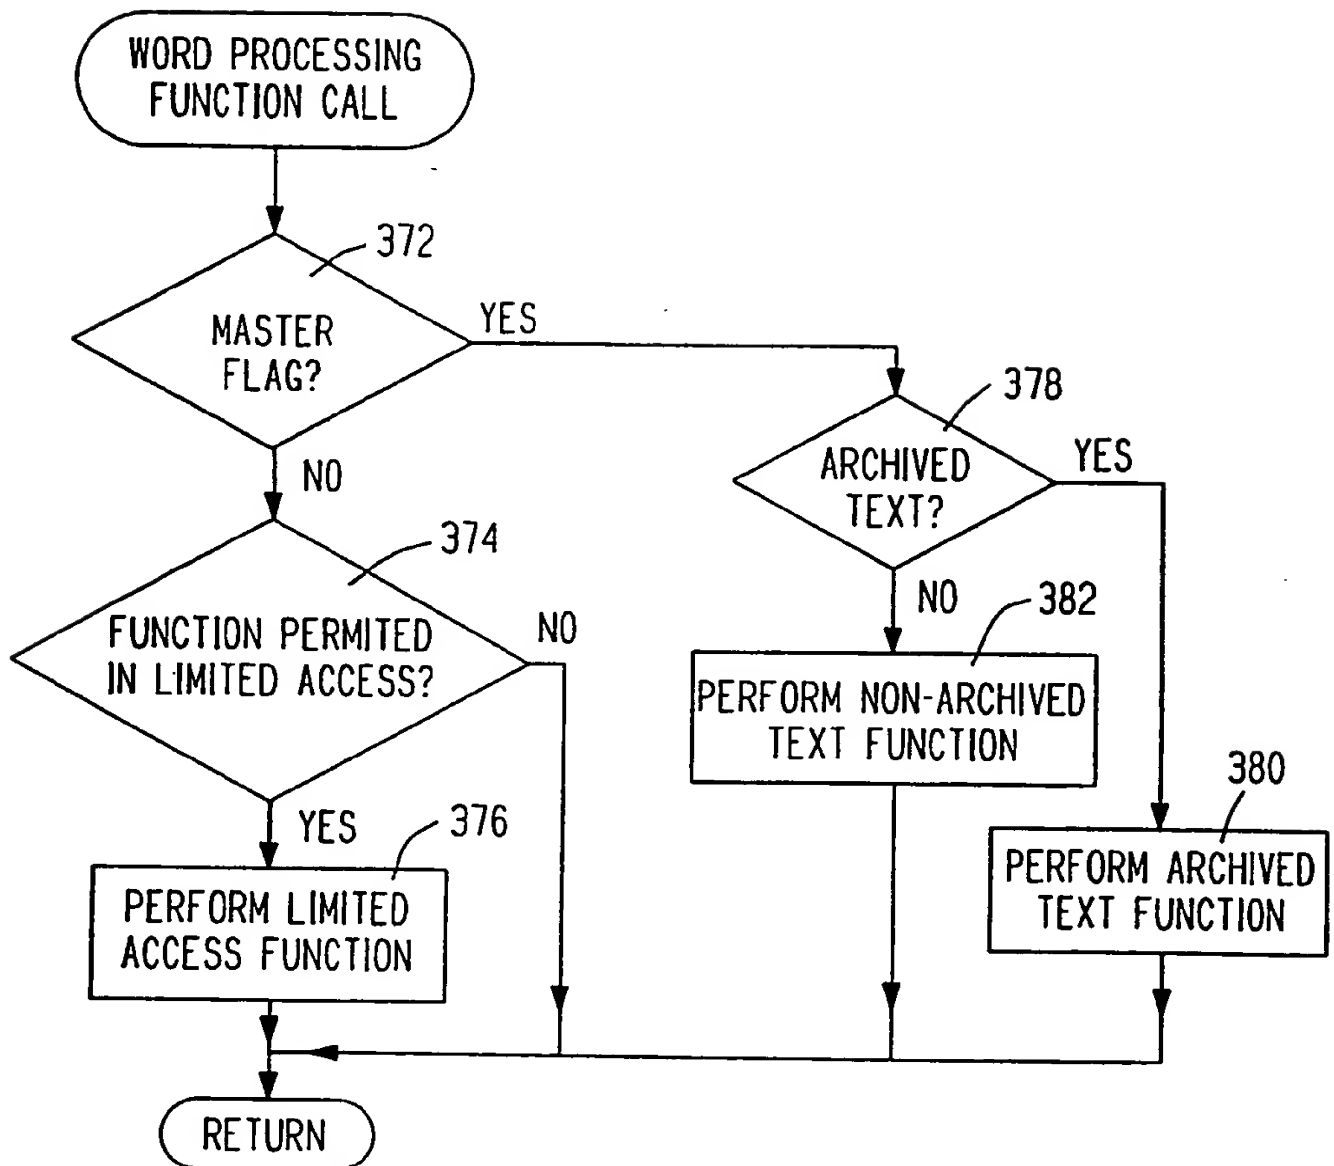 WORD PROCESSING
FUNCTION CALL
372
MASTER
FLAG?
YES
NO
378
ARCHIVED
TEXT?
YES
NO
374
FUNCTION PERMITED
IN LIMITED ACCESS?
NO
YES
382
PERFORM NON-ARCHIVED
TEXT FUNCTION
380
PERFORM ARCHIVED
TEXT FUNCTION
376
PERFORM LIMITED
ACCESS FUNCTION
RETURN